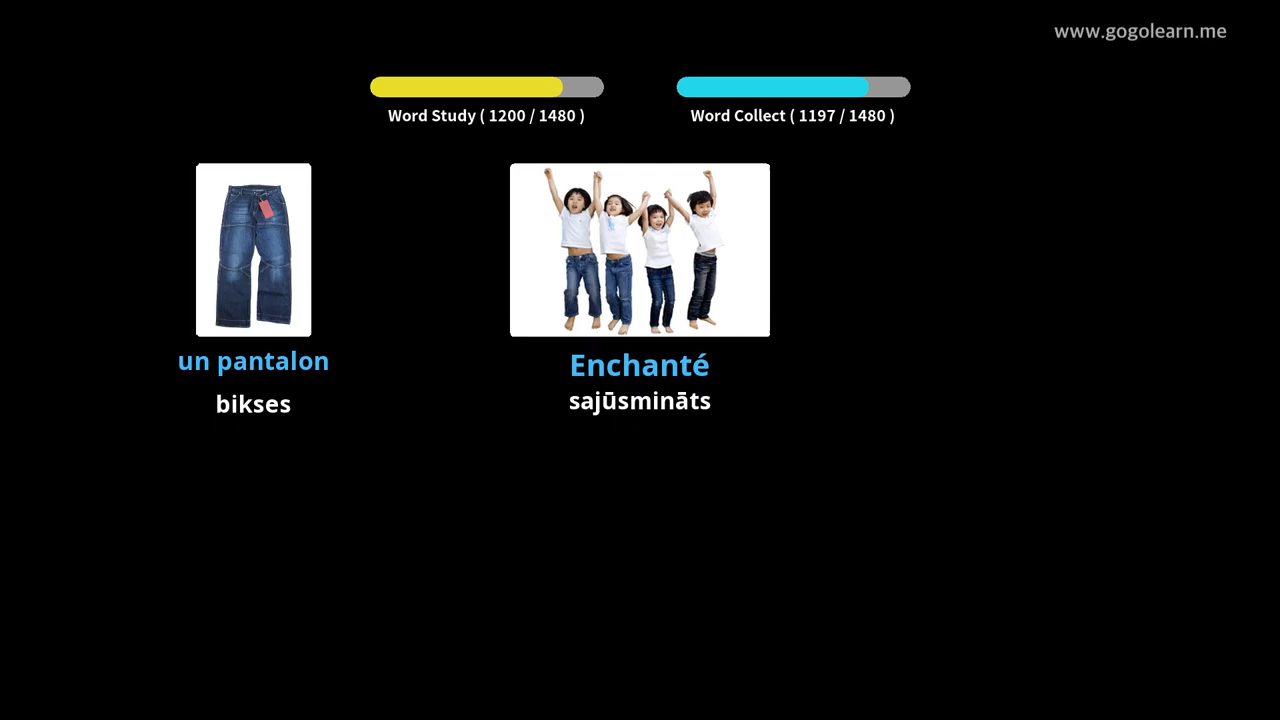 www.gogolearn.me
Word Study ( 1200 / 1480 )
Word Collect ( 1197 / 1480 )
un pantalon
bikses
Enchanté
sajūsmināts